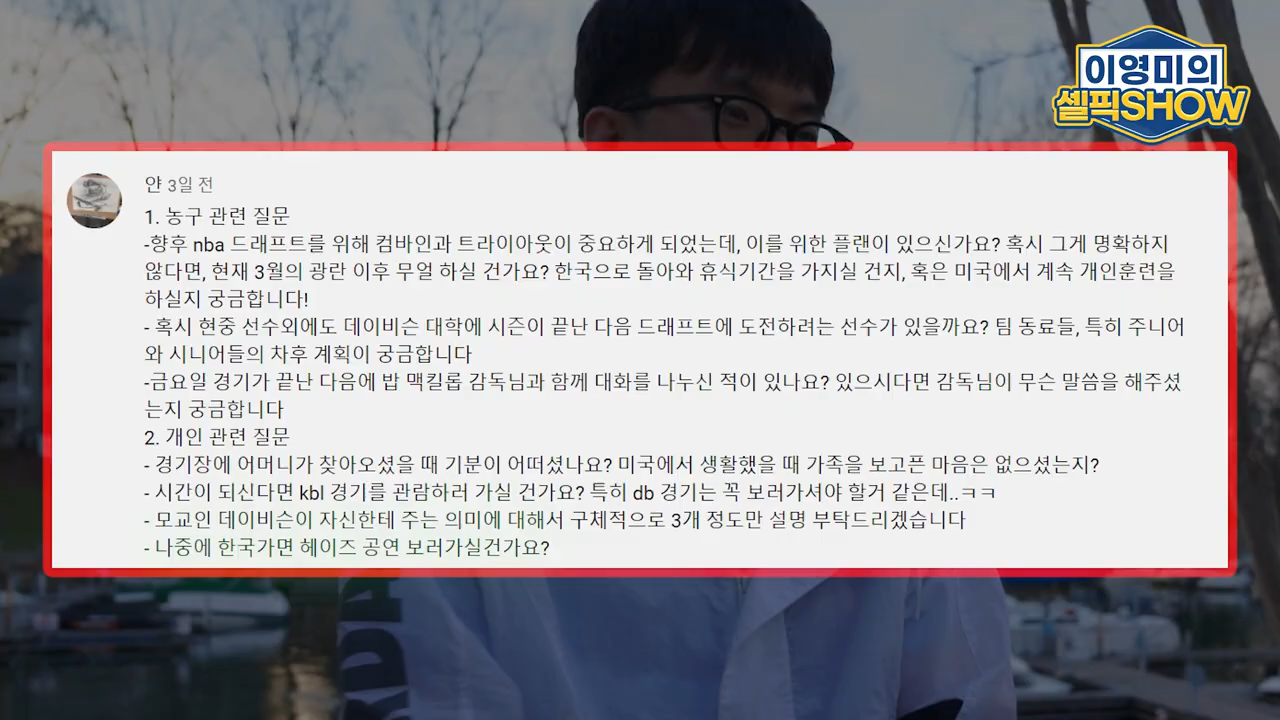 이영미의
셀픽SHOW
얀 3일 전
1. 농구 관련 질문
-향후 nba 드래프트를 위해 컴바인과 트라이아웃이 중요하게 되었는데, 이를 위한 플랜이 있으신가요? 혹시 그게 명확하지
않다면, 현재 3월의 광란 이후 무얼 하실 건가요? 한국으로 돌아와 휴식기간을 가지실 건지, 혹은 미국에서 계속 개인훈련을
하실지 궁금합니다!
- 혹시 현중 선수외에도 데이비슨 대학에 시즌이 끝난 다음 드래프트에 도전하려는 선수가 있을까요? 팀 동료들, 특히 주니어
와 시니어들의 차후 계획이 궁금합니다
-금요일 경기가 끝난 다음에 밥 맥킬롭 감독님과 함께 대화를 나누신 적이 있나요? 있으시다면 감독님이 무슨 말씀을 해주셨
는지 궁금합니다
2. 개인 관련 질문
- 경기장에 어머니가 찾아오셨을 때 기분이 어떠셨나요? 미국에서 생활했을 때 가족을 보고픈 마음은 없으셨는지?
- 시간이 되신다면 kbl 경기를 관람하러 가실 건가요? 특히 db 경기는 꼭 보러가셔야 할거 같은데..ㅋㅋ
- 모교인 데이비슨이 자신한테 주는 의미에 대해서 구체적으로 3개 정도만 설명 부탁드리겠습니다
- 나중에 한국가면 헤이즈 공연 보러가실건가요?